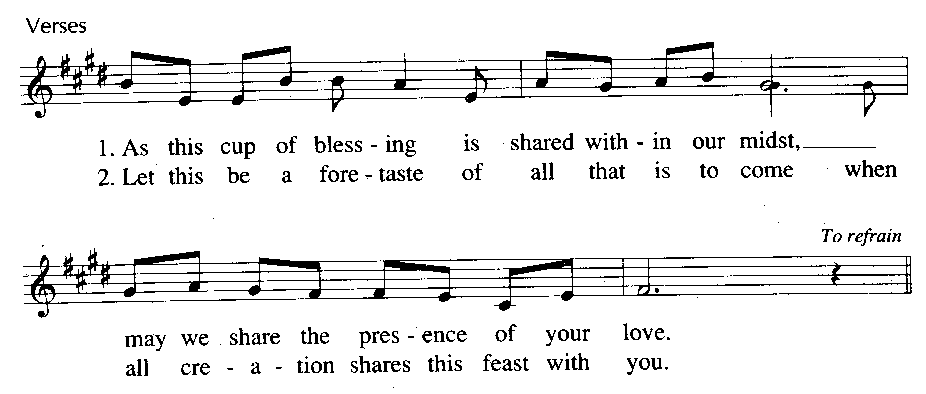 Verses
1. As this cup of bless - ing is shared with - in our midst,
2. Let this be a fore - taste of all that is to come when
To refrain
may we share the pres - ence of your love.
all cre - a - tion shares this feast with you.